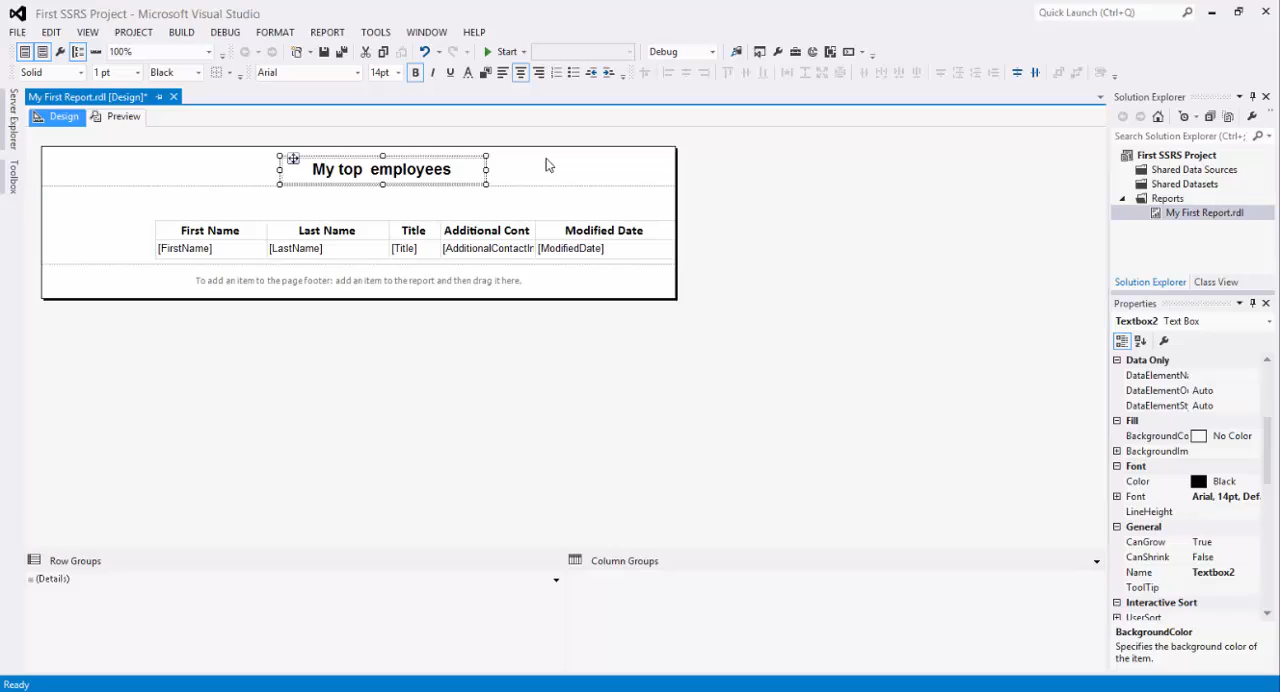 First SSRS Project - Microsoft Visual Studio
Quick Launch (Ctrl+Q)
FILE EDIT VIEW PROJECT BUILD DEBUG FORMAT REPORT TOOLS WINDOW HELP
100% Start Debug
Solid 1 pt Black Arial 14pt B I U A
My First Report.rdl [Design]*
Design Preview
Server Explorer
Toolbox
My top employees
First Name Last Name Title Additional Cont Modified Date
[FirstName] [LastName] [Title] [AdditionalContactIr [ModifiedDate]
To add an item to the page footer: add an item to the report and then drag it here.
Row Groups
(Details)
Column Groups
Solution Explorer
Search Solution Explorer (Ctrl+;
First SSRS Project
Shared Data Sources
Shared Datasets
Reports
My First Report.rdl
Solution Explorer Class View
Properties
Textbox2 Text Box
Data Only
DataElementNa
DataElementO Auto
DataElementSt Auto
Fill
BackgroundCo No Color
BackgroundIm
Font
Color Black
Font Arial, 14pt, Def
LineHeight
General
CanGrow True
CanShrink False
Name Textbox2
ToolTip
Interactive Sort
UserSort
BackgroundColor
Specifies the background color of
the item.
Ready